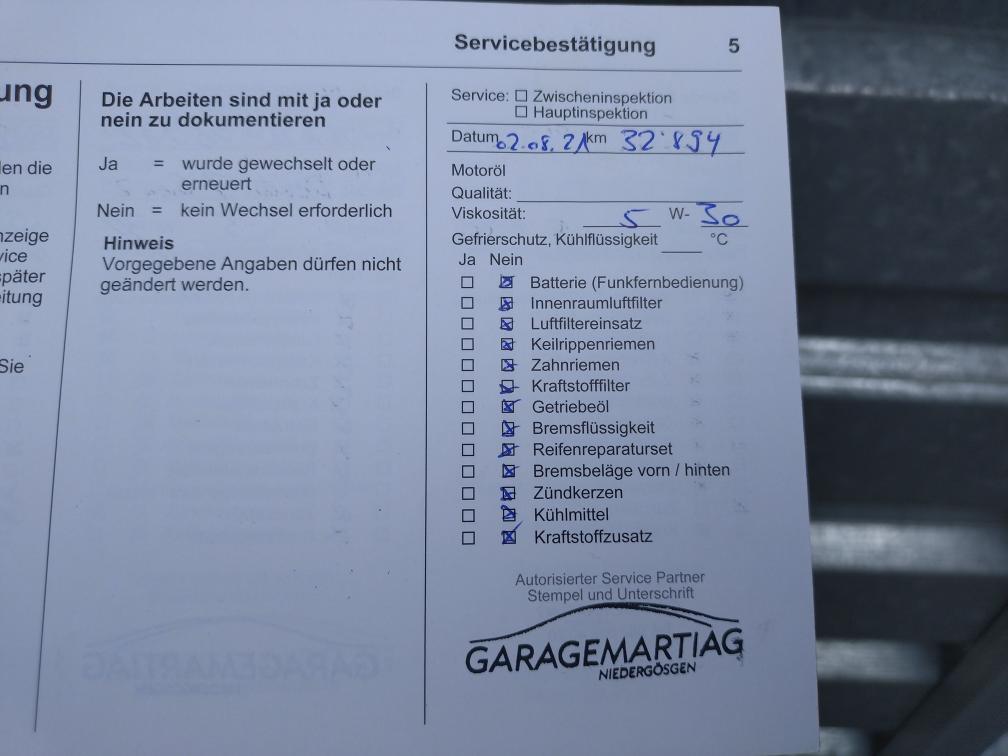 Servicebestätigung 5
ung
den die
n
nzeige
vice
später
eitung
Sie
Die Arbeiten sind mit ja oder
nein zu dokumentieren
Ja = wurde gewechselt oder
erneuert
Nein = kein Wechsel erforderlich
Hinweis
Vorgegebene Angaben dürfen nicht
geändert werden.
Service: ☐ Zwischeninspektion
☐ Hauptinspektion
Datum 02.08.21 km 32'894
Motoröl
Qualität:
Viskosität: 5 W- 30
Gefrierschutz, Kühlflüssigkeit °C
Ja Nein
☐ ☒ Batterie (Funkfernbedienung)
☐ ☒ Innenraumluftfilter
☐ ☒ Luftfiltereinsatz
☐ ☒ Keilrippenriemen
☐ ☒ Zahnriemen
☐ ☒ Kraftstofffilter
☐ ☒ Getriebeöl
☐ ☒ Bremsflüssigkeit
☐ ☒ Reifenreparaturset
☐ ☒ Bremsbeläge vorn / hinten
☐ ☒ Zündkerzen
☐ ☒ Kühlmittel
☐ ☒ Kraftstoffzusatz
Autorisierter Service Partner
Stempel und Unterschrift
GARAGEMARTIAG
NIEDERGÖSGEN